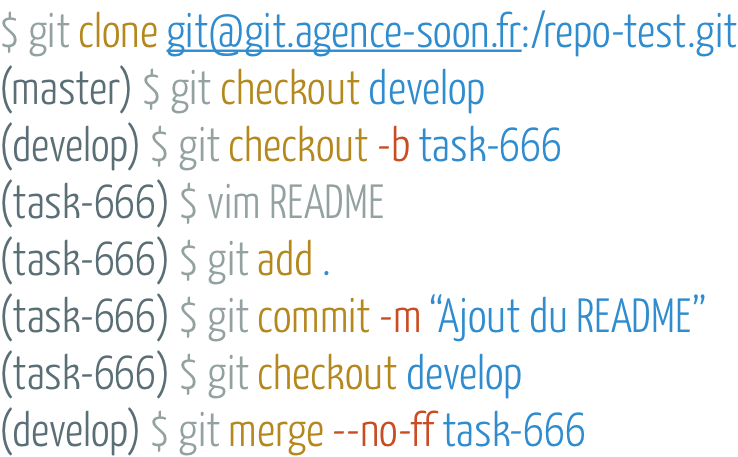 $ git clone git@git.agence-soon.fr:/repo-test.git
(master) $ git checkout develop
(develop) $ git checkout -b task-666
(task-666) $ vim README
(task-666) $ git add .
(task-666) $ git commit -m “Ajout du README”
(task-666) $ git checkout develop
(develop) $ git merge --no-ff task-666